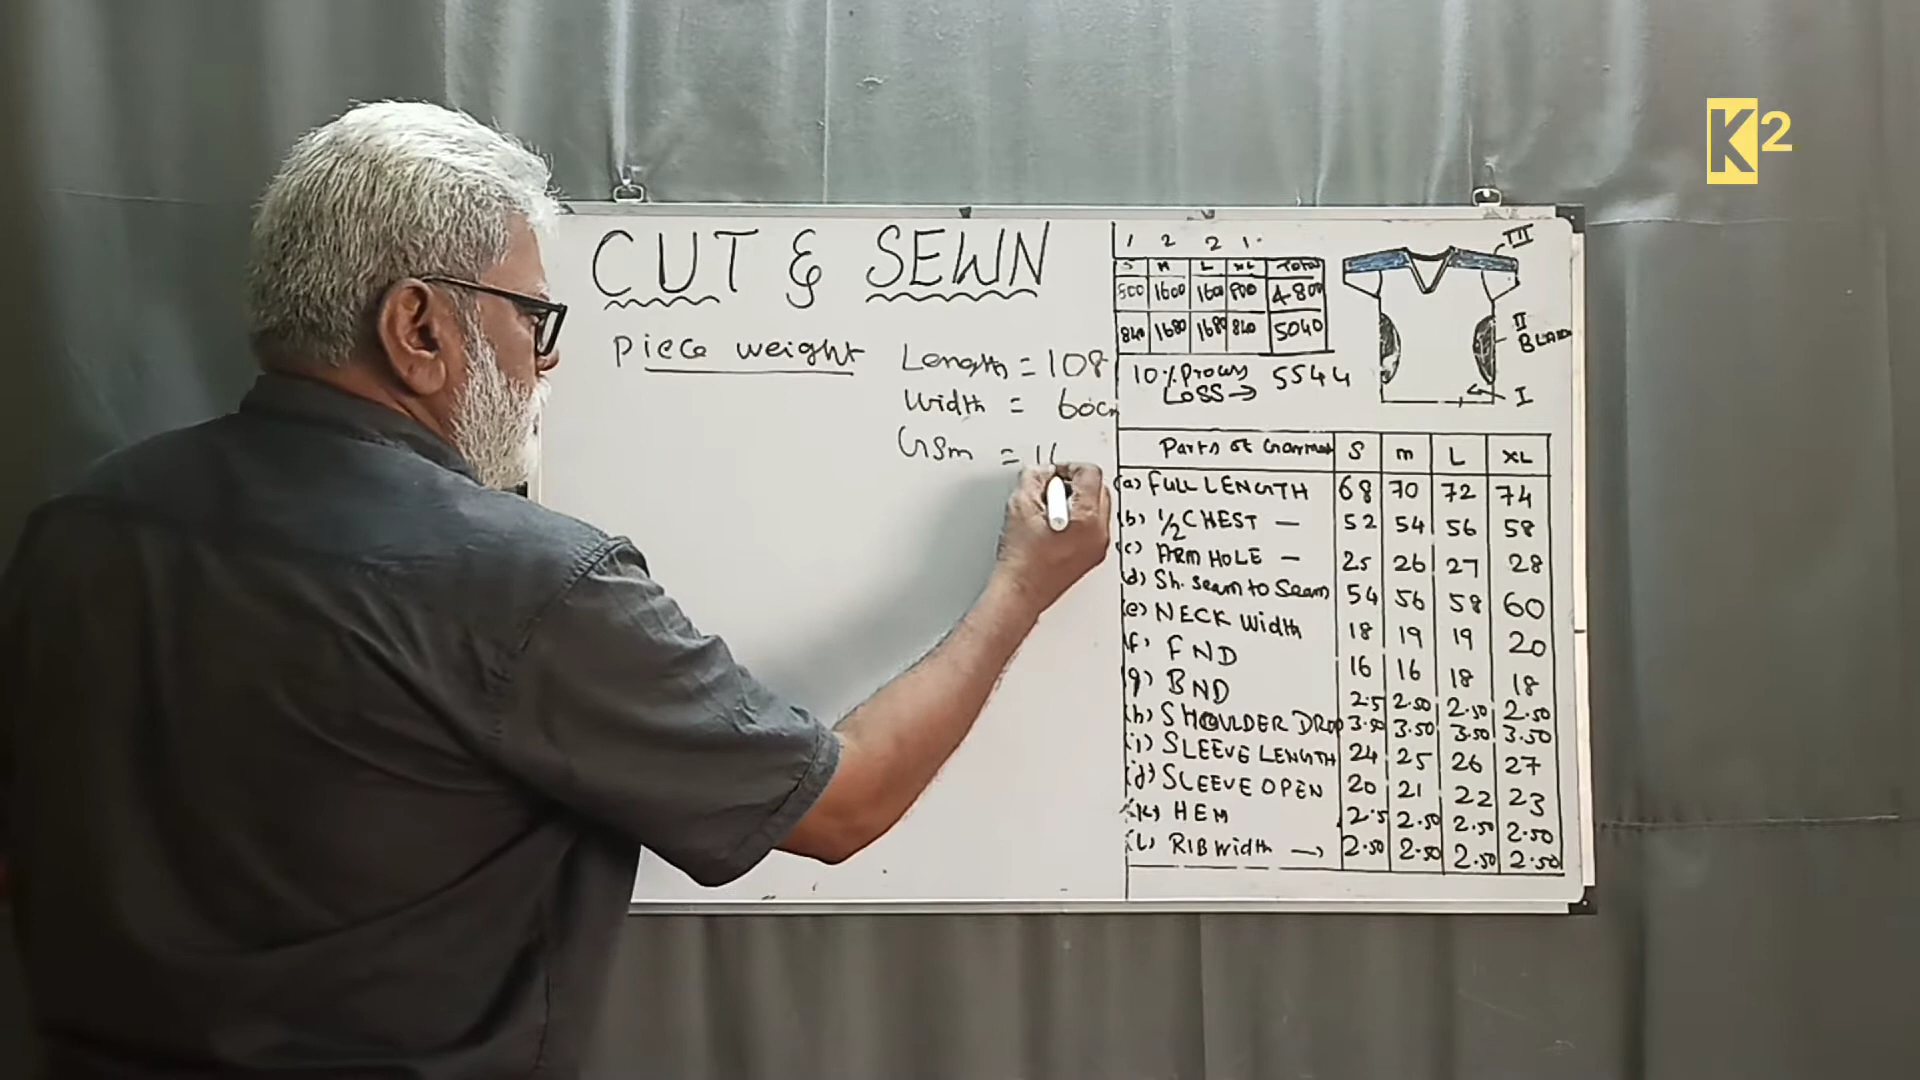 K2
CUT & SEWN
Piece weight
Length = 108
Width = 60cm
GSm = 16
1 2 2 1
S M L XL Total
800 1600 1600 800 4800
840 1680 1680 840 5040
10% Proces
Loss → 5544
III
II
I
Parts of Garment S m L XL
(a) FULL LENGTH 68 70 72 74
(b) 1/2 CHEST — 52 54 56 58
(c) ARM HOLE — 25 26 27 28
(d) Sh. Seam to Seam 54 56 58 60
(e) NECK Width 18 19 19 20
(f) FND 16 16 18 18
(g) BND 2.5 2.50 2.50 2.50
(h) SHOULDER DROP 3.50 3.50 3.50 3.50
(i) SLEEVE LENGTH 24 25 26 27
(j) SLEEVE OPEN 20 21 22 23
(k) HEM 2.5 2.50 2.50 2.50
(l) RIB Width → 2.50 2.50 2.50 2.50